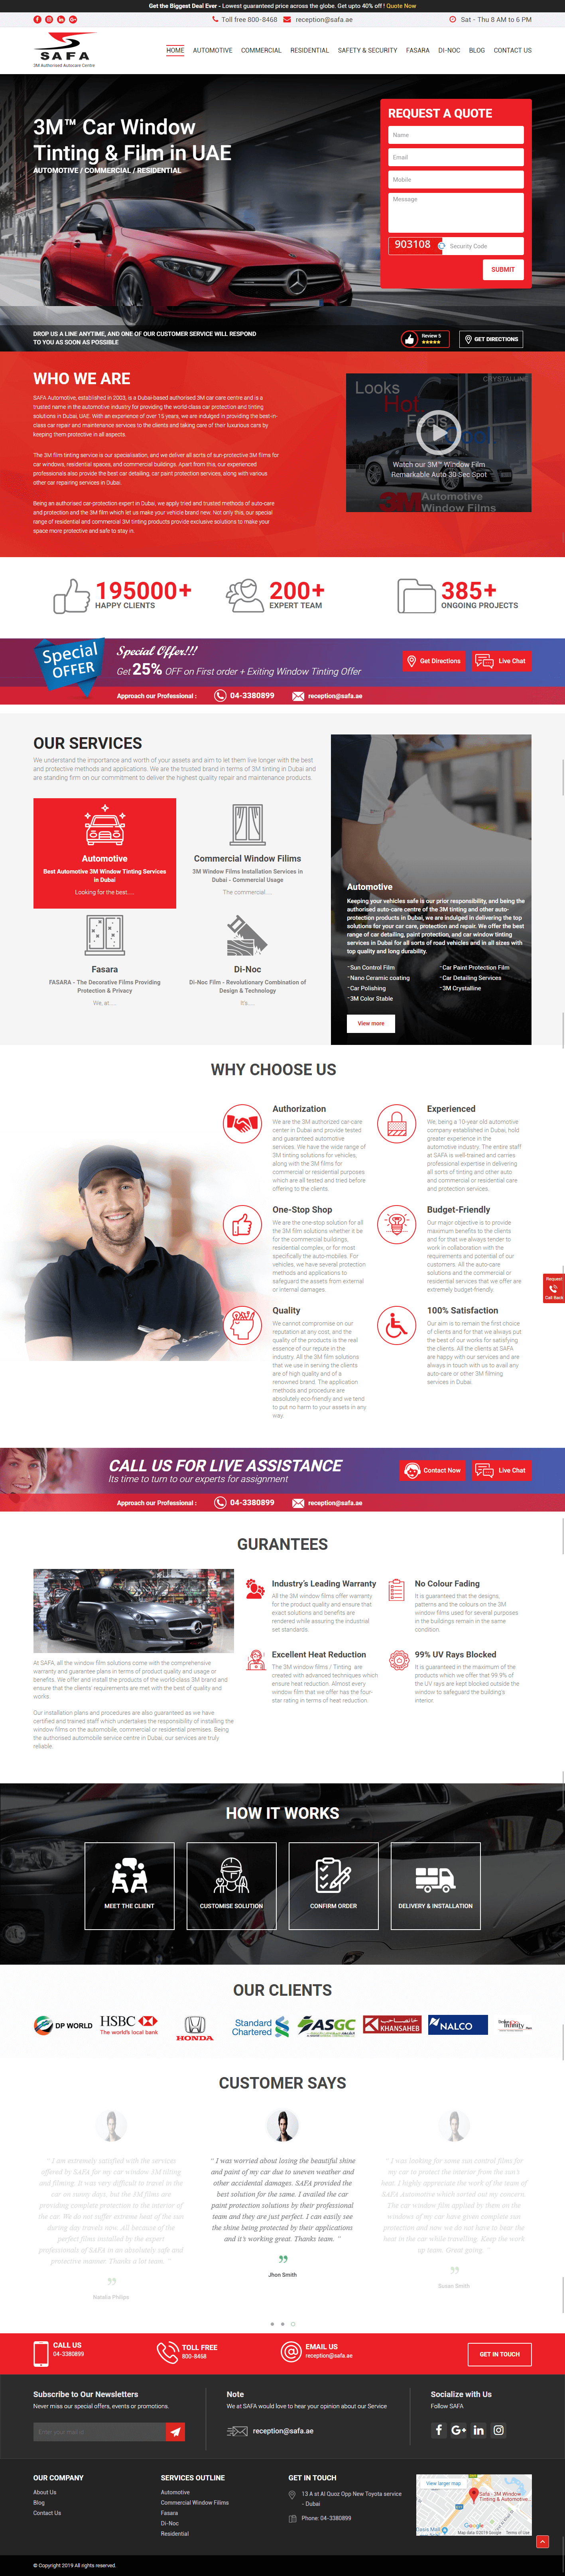 Get the Biggest Deal Ever - Lowest guaranteed price across the globe. Get upto 40% off ! Quote Now
Toll free 800-8468 reception@safa.ae
Sat - Thu 8 AM to 6 PM
SAFA
3M Authorised Autocare Centre
HOME AUTOMOTIVE COMMERCIAL RESIDENTIAL SAFETY & SECURITY FASARA DI-NOC BLOG CONTACT US
3M™ Car Window
Tinting & Film in UAE
AUTOMOTIVE / COMMERCIAL / RESIDENTIAL
REQUEST A QUOTE
Name
Email
Mobile
Message
903108 Security Code
SUBMIT
DROP US A LINE ANYTIME, AND ONE OF OUR CUSTOMER SERVICE WILL RESPOND
TO YOU AS SOON AS POSSIBLE
Review 5
GET DIRECTIONS
WHO WE ARE
SAFA Automotive, established in 2003, is a Dubai-based authorised 3M car care centre and is a
trusted name in the automotive industry for providing the world-class car protection and tinting
solutions in Dubai, UAE. With an experience of over 15 years, we are indulged in providing the best-in-
class car repair and maintenance services to the clients and taking care of their luxurious cars by
keeping them protective in all aspects.
The 3M film tinting service is our specialisation, and we deliver all sorts of sun-protective 3M films for
car windows, residential spaces, and commercial buildings. Apart from this, our experienced
professionals also provide the best car detailing, car paint protection services, along with various
other car repairing services in Dubai.
Being an authorised car-protection expert in Dubai, we apply tried and trusted methods of auto-care
and protection and the 3M film which let us make your vehicle brand new. Not only this, our special
range of residential and commercial 3M tinting products provide exclusive solutions to make your
space more protective and safe to stay in.
CRYSTALLINE
Looks
Hot.
Feels
Cool.
Watch our 3M™ Window Film
Remarkable Auto 30 Sec Spot
3M Automotive
Window Films
195000+
HAPPY CLIENTS
200+
EXPERT TEAM
385+
ONGOING PROJECTS
Special
OFFER
Special Offer!!!
Get 25% OFF on First order + Exiting Window Tinting Offer
Get Directions
Live Chat
Approach our Professional : 04-3380899 reception@safa.ae
OUR SERVICES
We understand the importance and worth of your assets and aim to let them live longer with the best
and protective methods and applications. We are the trusted brand in terms of 3M tinting in Dubai and
are standing firm on our commitment to deliver the highest quality repair and maintenance products.
Automotive
Best Automotive 3M Window Tinting Services
in Dubai
Looking for the best.....
Commercial Window Fiilms
3M Window Films Installation Services in
Dubai - Commercial Usage
The commercial.....
Fasara
FASARA - The Decorative Films Providing
Protection & Privacy
We, at.....
Di-Noc
Di-Noc Film - Revolutionary Combination of
Design & Technology
It's.....
Automotive
Keeping your vehicles safe is our prior responsibility, and being the
authorised auto-care centre of the 3M tinting and other auto-
protection products in Dubai, we are indulged in delivering the top
solutions for your car care, protection and repair. We offer the best
range of car detailing, paint protection, and car window tinting
services in Dubai for all sorts of road vehicles and in all sizes with
top quality and long durability.
Sun Control Film
Car Paint Protection Film
Nano Ceramic coating
Car Detailing Services
Car Polishing
3M Crystalline
3M Color Stable
View more
WHY CHOOSE US
Authorization
We are the 3M authorized car-care
center in Dubai and provide tested
and guaranteed automotive
services. We have the wide range of
3M tinting solutions for vehicles,
along with the 3M films for
commercial or residential purposes
which are all tested and tried before
offering to the clients.
Experienced
We, being a 10-year old automotive
company established in Dubai, hold
greater experience in the
automotive industry. The entire staff
at SAFA is well-trained and carries
professional expertise in delivering
all sorts of tinting and other auto
and commercial or residential care
and protection services.
One-Stop Shop
We are the one-stop solution for all
the 3M film solutions whether it be
for the commercial buildings,
residential complex, or for most
specifically the auto-mobiles. For
vehicles, we have several protection
methods and applications to
safeguard the assets from external
or internal damages.
Budget-Friendly
Our major objective is to provide
maximum benefits to the clients
and for that we always tender to
work in collaboration with the
requirements and potential of our
customers. All the auto-care
solutions and the commercial or
residential services that we offer are
extremely budget-friendly.
Request
Call Back
Quality
We cannot compromise on our
reputation at any cost, and the
quality of the products is the real
essence of our repute in the
industry. All the 3M film solutions
that we use in serving the clients
are of high quality and of a
renowned brand. The application
methods and procedure are
absolutely eco-friendly and we tend
to put no harm to your assets in any
way.
100% Satisfaction
Our aim is to remain the first choice
of clients and for that we always put
the best of our works for satisfying
the clients. All the clients at SAFA
are happy with our services and are
always in touch with us to avail any
auto-care or other 3M filming
services in Dubai.
CALL US FOR LIVE ASSISTANCE
Its time to turn to our experts for assignment
Contact Now
Live Chat
Approach our Professional : 04-3380899 reception@safa.ae
GURANTEES
At SAFA, all the window film solutions come with the comprehensive
warranty and guarantee plans in terms of product quality and usage or
benefits. We offer and install the products of the world-class 3M brand and
ensure that the clients' requirements are met with the best of quality and
works.
Our installation plans and procedures are also guaranteed as we have
certified and trained staff which undertakes the responsibility of installing the
window films on the automobile, commercial or residential premises. Being
the authorised automobile service centre in Dubai, our services are truly
reliable.
Industry's Leading Warranty
All the 3M window films offer warranty
for the product quality and ensure that
exact solutions and benefits are
rendered while assuring the industrial
set standards.
No Colour Fading
It is guaranteed that the designs,
patterns and the colours on the 3M
window films used for serval purposes
in the buildings remain in the same
condition.
Excellent Heat Reduction
The 3M window films / Tinting are
created with advanced techniques which
ensure heat reduction. Almost every
window film that we offer has the four-
star rating in terms of heat reduction.
99% UV Rays Blocked
It is guaranteed in the maximum of the
products which we offer that 99.9% of
the UV rays are kept blocked outside the
window to safeguard the window's
interior.
HOW IT WORKS
MEET THE CLIENT
CUSTOMISE SOLUTION
CONFIRM ORDER
DELIVERY & INSTALLATION
OUR CLIENTS
DP WORLD
HSBC
The world's local bank
HONDA
Standard
Chartered
ASGC
KHANSAHEB
NALCO
Infinity
CUSTOMER SAYS
" I am extremely satisfied with the services
offered by SAFA for my car window 3M tilting
and filming. It was very difficult to travel in the
car on sunny days, but the 3M films are
providing complete protection to the interior of
the car. We do not suffer extreme heat of the sun
during day travels now. All because of the
perfect films installed by the expert
professionals of SAFA in an absolutely safe and
protective manner. Thanks a lot team. "
Natalia Philips
" I was worried about losing the beautiful shine
and paint of my car due to uneven weather and
other accidental damages. SAFA provided the
best solution for the same. I availed the car
paint protection solutions by their professional
team and they are just perfect. I can easily see
the shine being protected by their applications
and it's working great. Thanks team. "
Jhon Smith
" I was looking for some sun control films for
my car to protect the interior from the sun's
heat. I highly appreciate the work of the team of
SAFA Automotive which sorted out my concern.
The car window film applied by them on the
windows of my car have given complete sun
protection and now we do not have to bear the
heat in the car while travelling. Keep the work
up team. Great going. "
Susan Smith
CALL US
04-3380899
TOLL FREE
800-8468
EMAIL US
reception@safa.ae
GET IN TOUCH
Subscribe to Our Newsletters
Never miss our special offers, events or promotions.
Enter your mail id
Note
We at SAFA would love to hear your opinion about our Service
reception@safa.ae
Socialize with Us
Follow SAFA
OUR COMPANY
About Us
Blog
Contact Us
SERVICES OUTLINE
Automotive
Commercial Window Fiilms
Fasara
Di-Noc
Residential
GET IN TOUCH
13 A st Al Quoz Opp New Toyota service
- Dubai
Phone: 04-3380899
View larger map
Safa - 3M Window
Tinting & Automotive...
Oasis Mall
Google
Map data ©2019 Google Terms of Use
© Copyright 2019 All rights reserved.